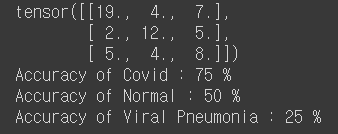 tensor([[19., 4., 7.],
[ 2., 12., 5.],
[ 5., 4., 8.]])
Accuracy of Covid : 75 %
Accuracy of Normal : 50 %
Accuracy of Viral Pneumonia : 25 %